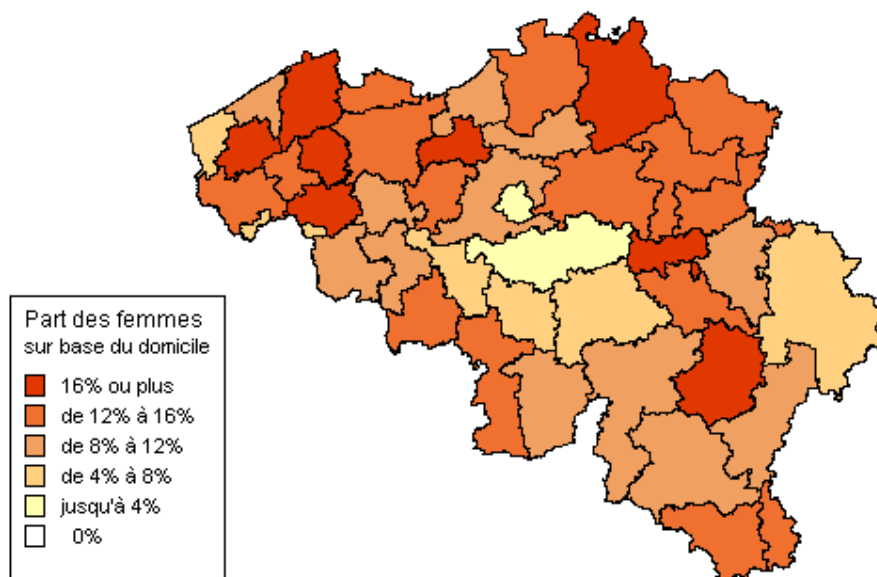 Part des femmes
sur base du domicile
16% ou plus
de 12% à 16%
de 8% à 12%
de 4% à 8%
jusqu'à 4%
0%